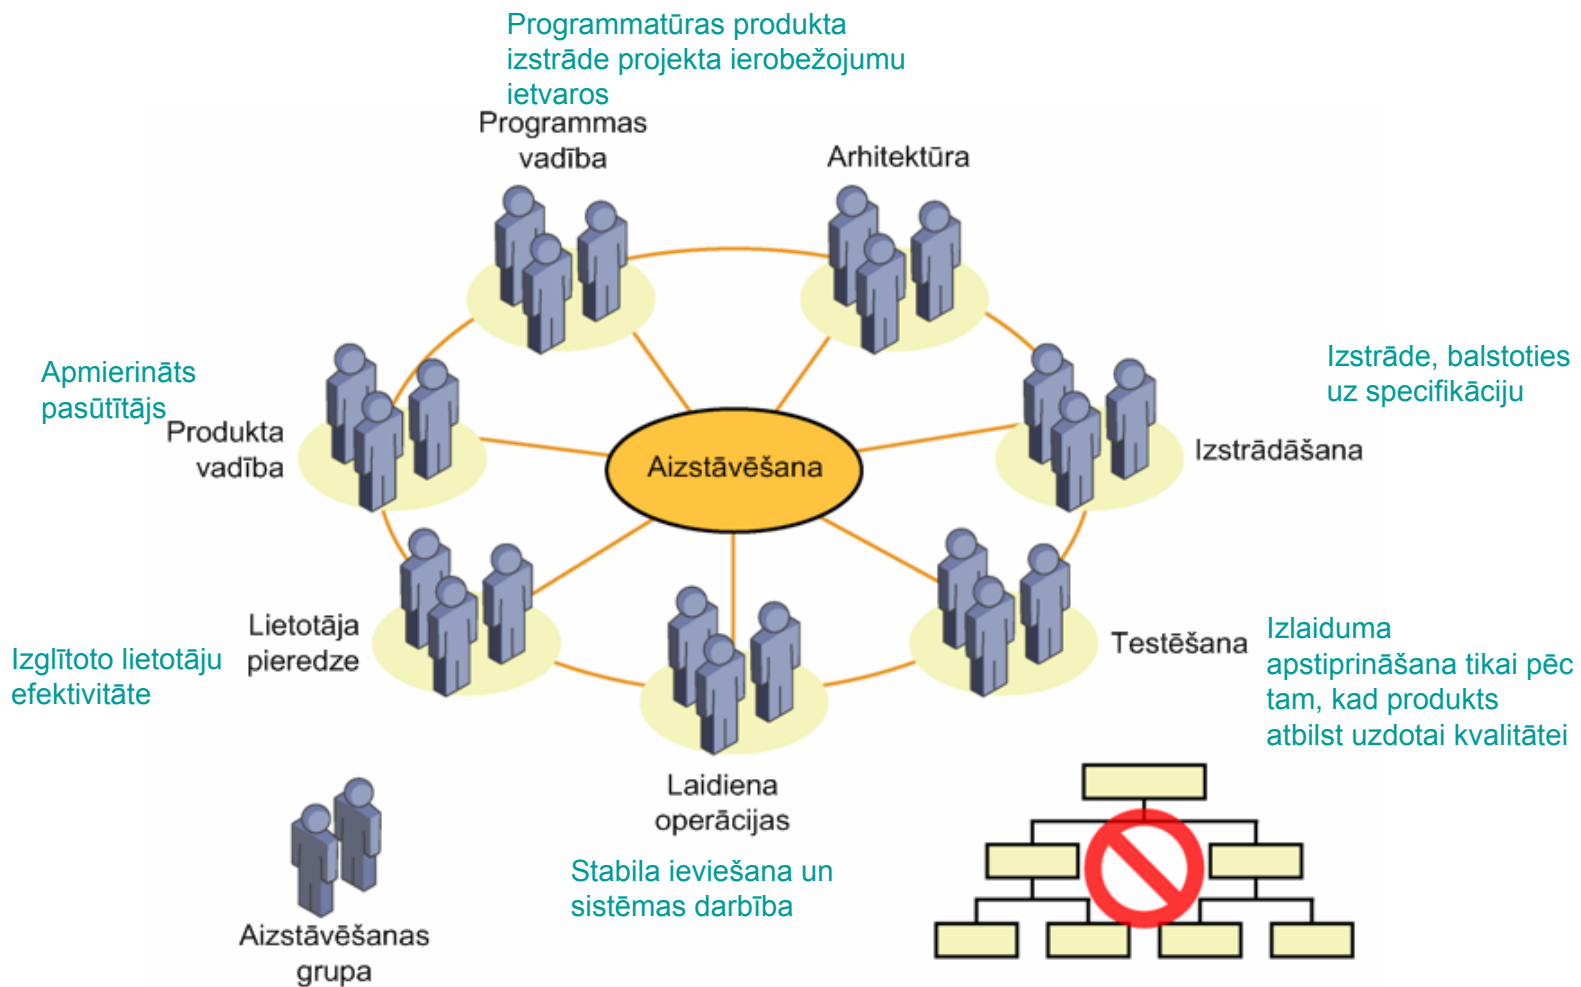 Programmatūras produkta
izstrāde projekta ierobežojumu
ietvaros
Programmas
vadība
Arhitektūra
Apmierināts
pasūtītājs
Produkta
vadība
Aizstāvēšana
Izstrāde, balstoties
uz specifikāciju
Izstrādāšana
Lietotāja
pieredze
Izglītoto lietotāju
efektivitāte
Testēšana
Izlaiduma
apstiprināšana tikai pēc
tam, kad produkts
atbilst uzdotai kvalitātei
Laidiena
operācijas
Stabila ieviešana un
sistēmas darbība
Aizstāvēšanas
grupa